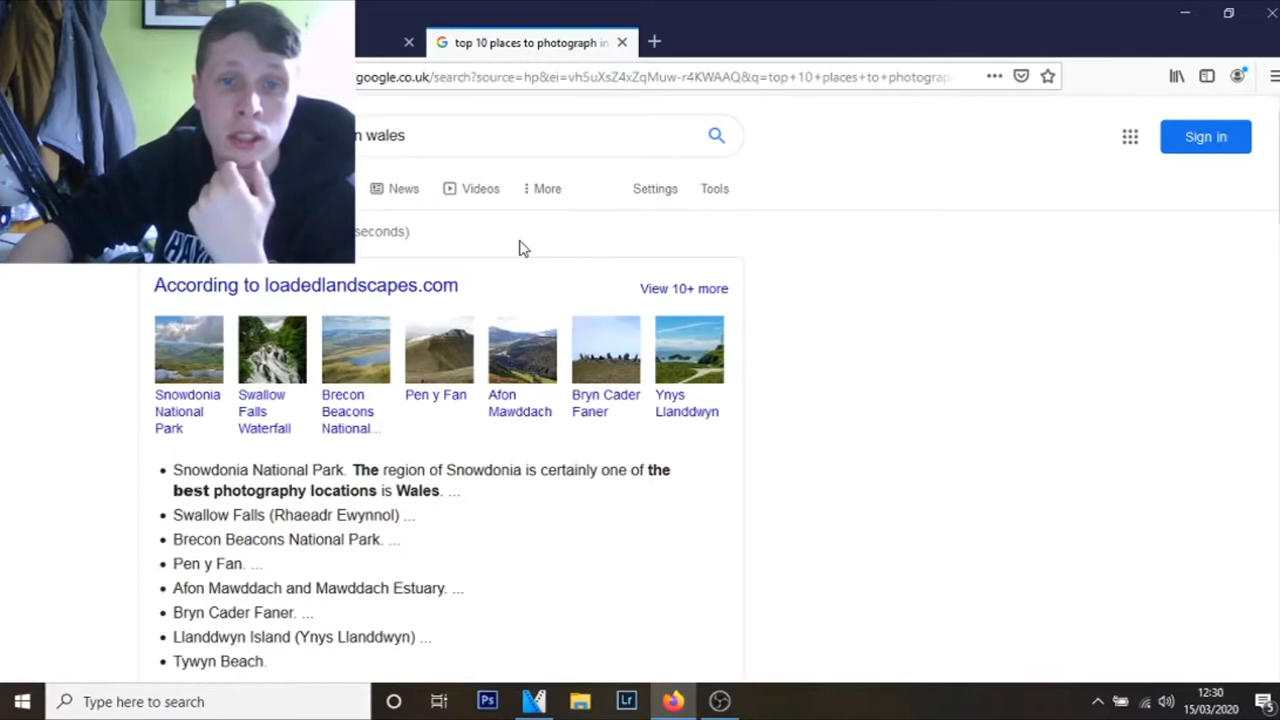 top 10 places to photograph in
google.co.uk/search?source=hp&ei=vh5uXsZ4xZqMuw-r4KWAAQ&q=top+10+places+to+photograp
n wales
Sign in
News
Videos
More
Settings
Tools
seconds)
According to loadedlandscapes.com
View 10+ more
Snowdonia National Park
Swallow Falls Waterfall
Brecon Beacons National...
Pen y Fan
Afon Mawddach
Bryn Cader Faner
Ynys Llanddwyn
Snowdonia National Park. The region of Snowdonia is certainly one of the
best photography locations is Wales. ...
Swallow Falls (Rhaeadr Ewynnol) ...
Brecon Beacons National Park. ...
Pen y Fan. ...
Afon Mawddach and Mawddach Estuary. ...
Bryn Cader Faner. ...
Llanddwyn Island (Ynys Llanddwyn) ...
Tywyn Beach.
Type here to search
Ps
Lr
12:30
15/03/2020